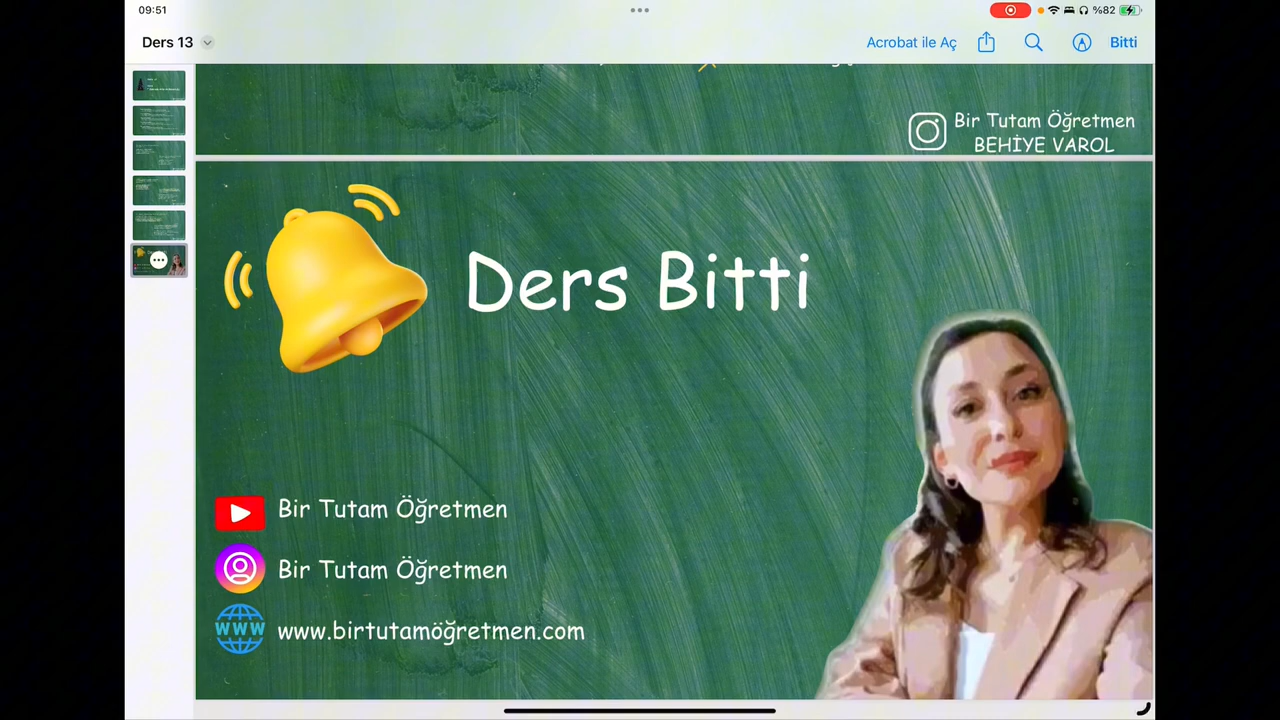 09:51
%82
Ders 13
Acrobat ile Aç
Bitti
Bir Tutam Öğretmen
BEHİYE VAROL
Ders Bitti
Bir Tutam Öğretmen
Bir Tutam Öğretmen
www
www.birtutamöğretmen.com